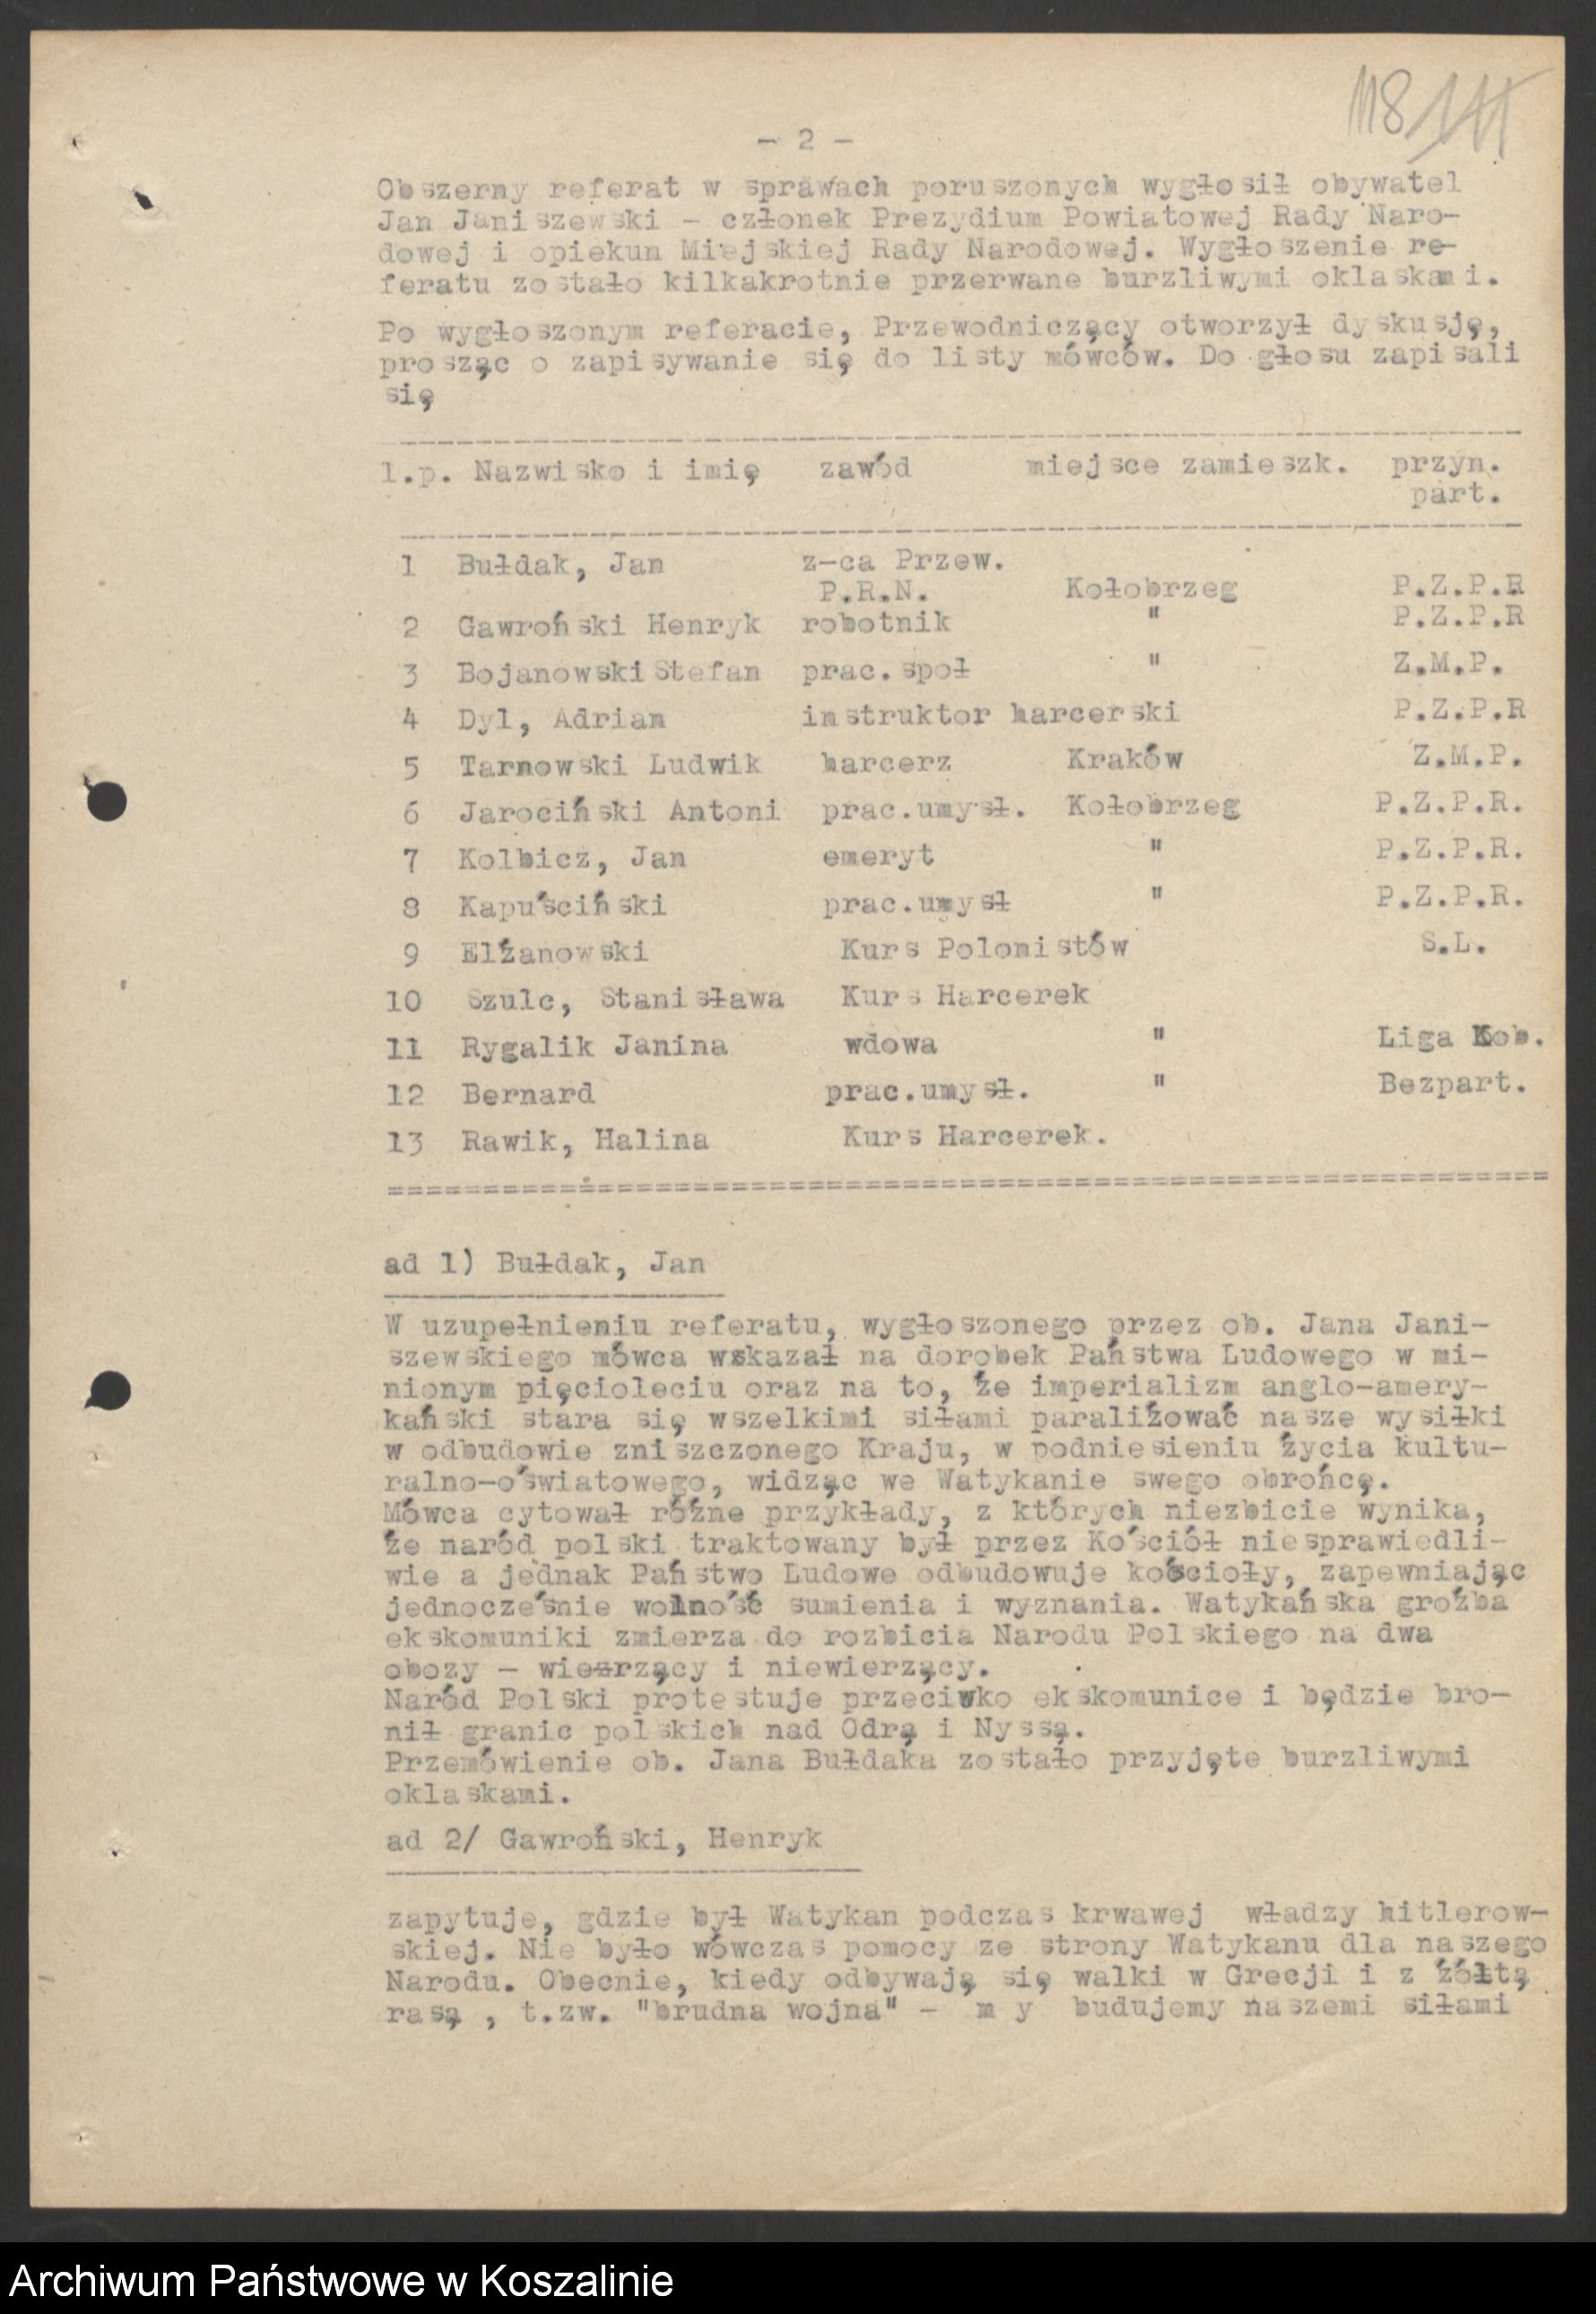 118
- 2 -
Obszerny referat w sprawach poruszonych wygłosił obywatel
Jan Janiszewski - członek Prezydium Powiatowej Rady Naro-
dowej i opiekun Miejskiej Rady Narodowej. Wygłoszenie re-
feratu zostało kilkakrotnie przerwane burzliwymi oklaskami.
Po wygłoszonym referacie, Przewodniczący otworzył dyskusję,
prosząc o zapisywanie się do listy mówców. Do głosu zapisali
się
l.p. Nazwisko i imię zawód miejsce zamieszk. przyn.
part.
1 Bułdak, Jan z-ca Przew.
P.R.N. Kołobrzeg P.Z.P.R
2 Gawroński Henryk robotnik " P.Z.P.R
3 Bojanowski Stefan prac.społ " Z.M.P.
4 Dyl, Adrian instruktor harcerski P.Z.P.R
5 Tarnowski Ludwik harcerz Kraków Z.M.P.
6 Jarociński Antoni prac.umysł. Kołobrzeg P.Z.P.R.
7 Kolbicz, Jan emeryt " P.Z.P.R.
8 Kapuściński prac.umysł " P.Z.P.R.
9 Elżanowski Kurs Polonistów S.L.
10 Szulc, Stanisława Kurs Harcerek
11 Rygalik Janina wdowa " Liga Kob.
12 Bernard prac.umysł. " Bezpart.
13 Rawik, Halina Kurs Harcerek.
ad 1) Bułdak, Jan
W uzupełnieniu referatu, wygłoszonego przez ob. Jana Jani-
szewskiego mówca wskazał na dorobek Państwa Ludowego w mi-
nionym pięcioleciu oraz na to, że imperializm anglo-amery-
kański stara się wszelkimi siłami paraliżować nasze wysiłki
w odbudowie zniszczonego Kraju, w podniesieniu życia kultu-
ralno-oświatowego, widząc we Watykanie swego obrońcę.
Mówca cytował różne przykłady, z których niezbicie wynika,
że naród polski traktowany był przez Kościół niesprawiedli-
wie a jednak Państwo Ludowe odbudowuje kościoły, zapewniając
jednocześnie wolność sumienia i wyznania. Watykańska groźba
ekskomuniki zmierza do rozbicia Narodu Polskiego na dwa
obozy - wierzący i niewierzący.
Naród Polski protestuje przeciwko ekskomunice i będzie bro-
nił granic polskich nad Odrą i Nyssą.
Przemówienie ob. Jana Bułdaka zostało przyjęte burzliwymi
oklaskami.
ad 2/ Gawroński, Henryk
zapytuje, gdzie był Watykan podczas krwawej władzy hitlerow-
skiej. Nie było wówczas pomocy ze strony Watykanu dla naszego
Narodu. Obecnie, kiedy odbywają się walki w Grecji i z żółtą
rasą , t.zw. "brudna wojna" - m y budujemy naszemi siłami
Archiwum Państwowe w Koszalinie